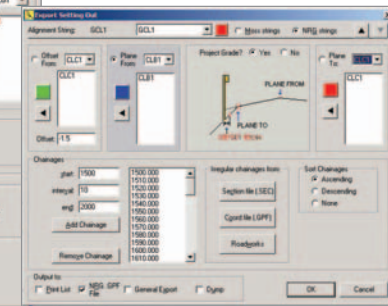 Export Setting Out
Alignment String: GCL1 GCL1 Moss strings NRG strings
Offset From: CLC1
CLC1
Offset: -1.5
Plane From: CLB1
CLB1
Project Grade? Yes No
PLANE FROM
PLANE TO
OFFSET FROM
Plane To: CLC1
CLC1
Chainages
start: 1500
interval: 10
end: 2000
Add Chainage
Remove Chainage
1500.000
1510.000
1520.000
1530.000
1540.000
1550.000
1560.000
1570.000
1580.000
1590.000
1600.000
1610.000
Irregular chainages from:
Section file (.SEC)
Coord file (.GPF)
Roadworks
Sort Chainages
Ascending
Descending
None
Output to:
Print List NRG .GPF File General Export Dump
OK Cancel